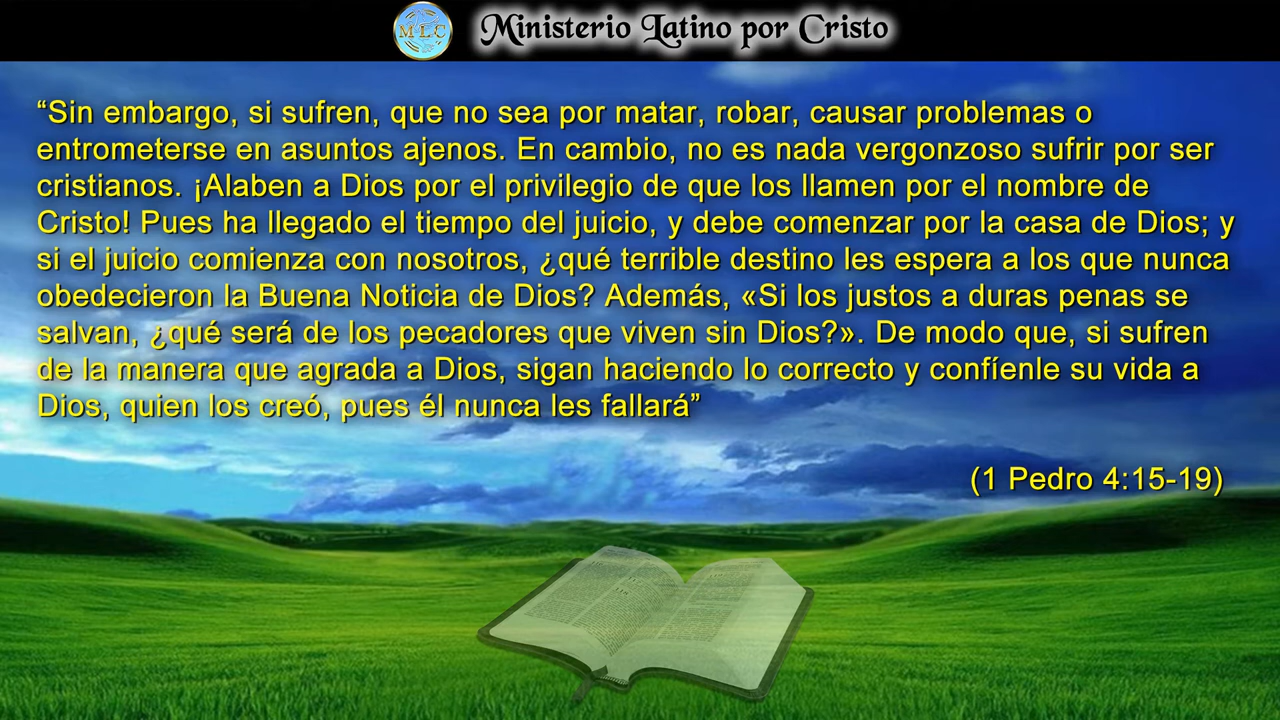 MLC
Ministerio Latino por Cristo
“Sin embargo, si sufren, que no sea por matar, robar, causar problemas o
entrometerse en asuntos ajenos. En cambio, no es nada vergonzoso sufrir por ser
cristianos. ¡Alaben a Dios por el privilegio de que los llamen por el nombre de
Cristo! Pues ha llegado el tiempo del juicio, y debe comenzar por la casa de Dios; y
si el juicio comienza con nosotros, ¿qué terrible destino les espera a los que nunca
obedecieron la Buena Noticia de Dios? Además, «Si los justos a duras penas se
salvan, ¿qué será de los pecadores que viven sin Dios?». De modo que, si sufren
de la manera que agrada a Dios, sigan haciendo lo correcto y confíenle su vida a
Dios, quien los creó, pues él nunca les fallará”
(1 Pedro 4:15-19)